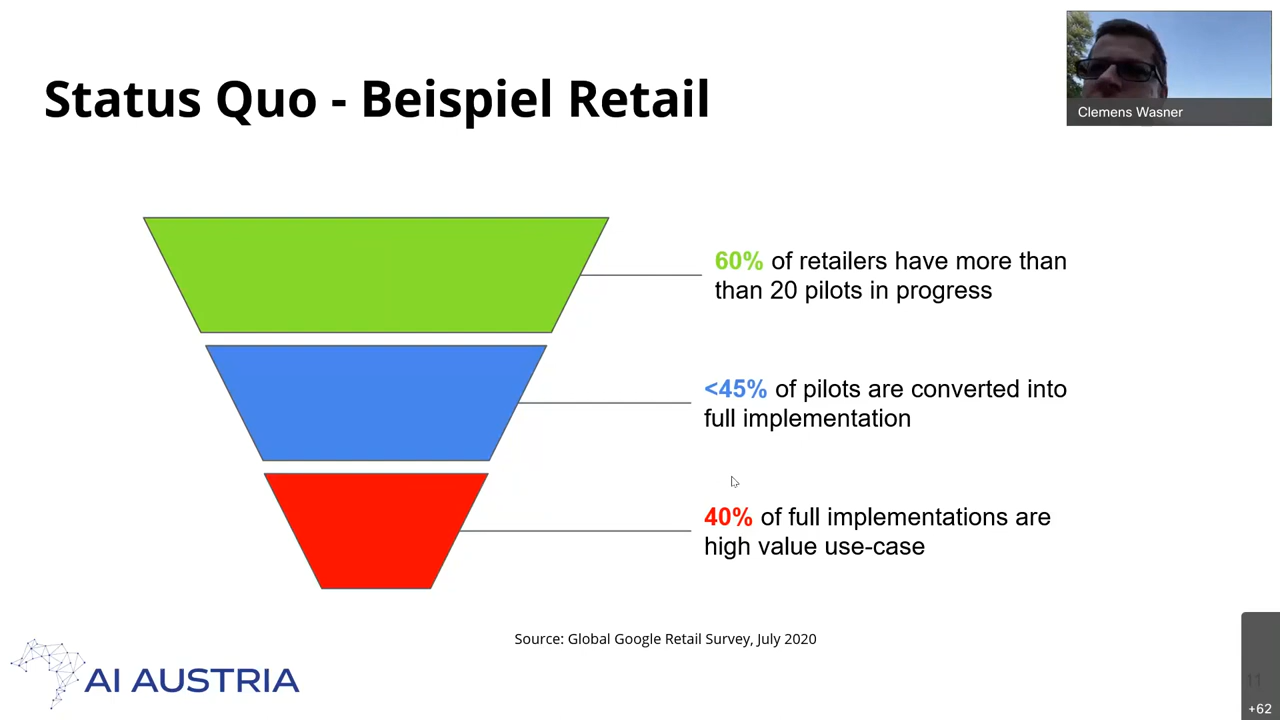 Status Quo - Beispiel Retail
Clemens Wasner
60% of retailers have more than
than 20 pilots in progress
<45% of pilots are converted into
full implementation
40% of full implementations are
high value use-case
Source: Global Google Retail Survey, July 2020
AI AUSTRIA
11
+62